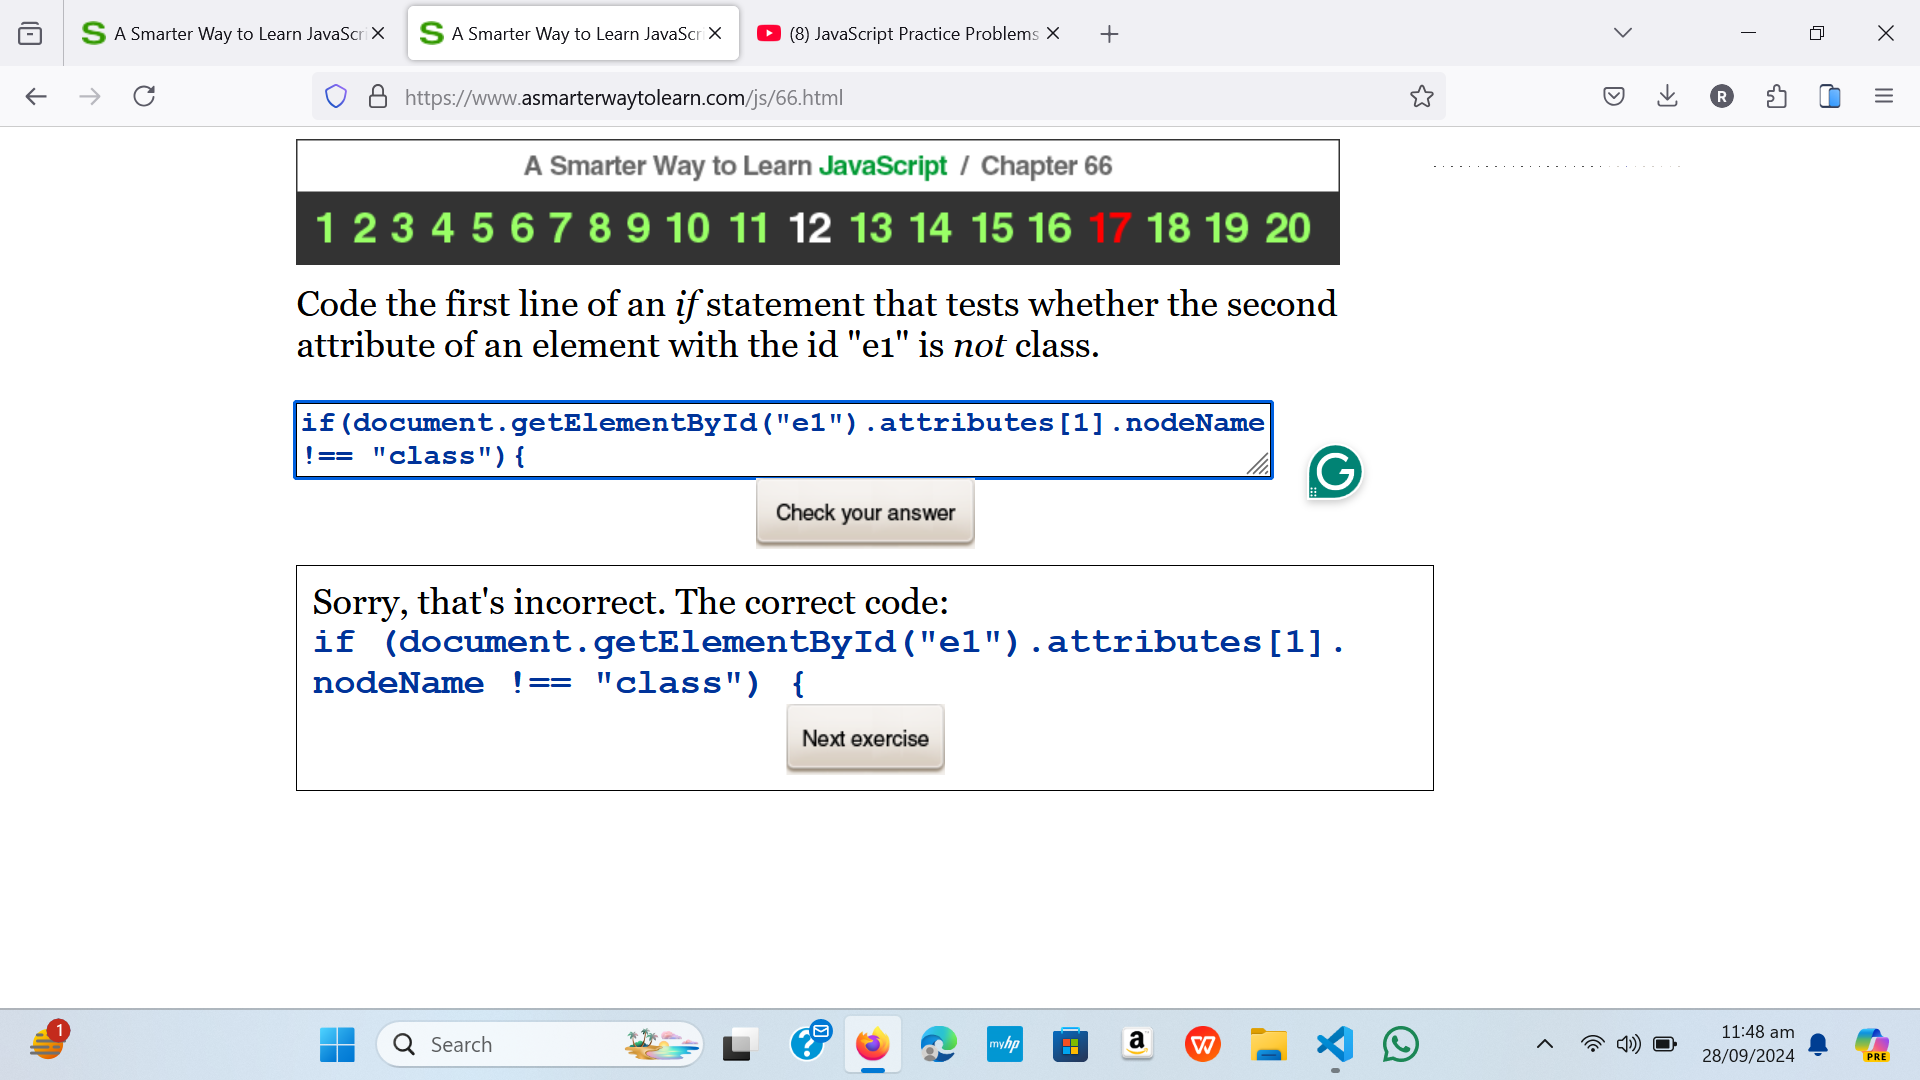 A Smarter Way to Learn JavaScri
A Smarter Way to Learn JavaScri
(8) JavaScript Practice Problems
https://www.asmarterwaytolearn.com/js/66.html
R
A Smarter Way to Learn JavaScript / Chapter 66
1 2 3 4 5 6 7 8 9 10 11 12 13 14 15 16 17 18 19 20
Code the first line of an if statement that tests whether the second
attribute of an element with the id "e1" is not class.
if(document.getElementById("e1").attributes[1].nodeName
!== "class"){
G
Check your answer
Sorry, that's incorrect. The correct code:
if (document.getElementById("e1").attributes[1].
nodeName !== "class") {
Next exercise
1
Search
myhp
a
W
11:48 am
28/09/2024
PRE